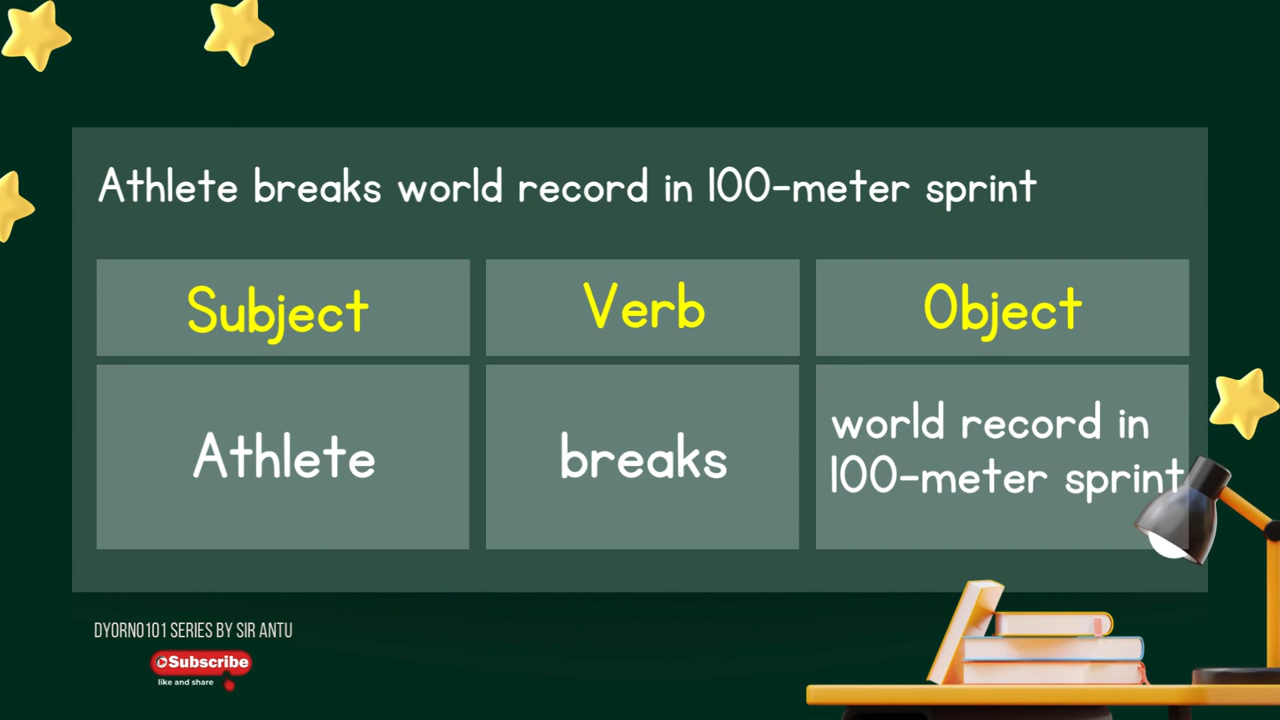 Athlete breaks world record in 100-meter sprint
Subject
Verb
Object
Athlete
breaks
world record in
100-meter sprint
DYORNO101 SERIES BY SIR ANTU
Subscribe
like and share